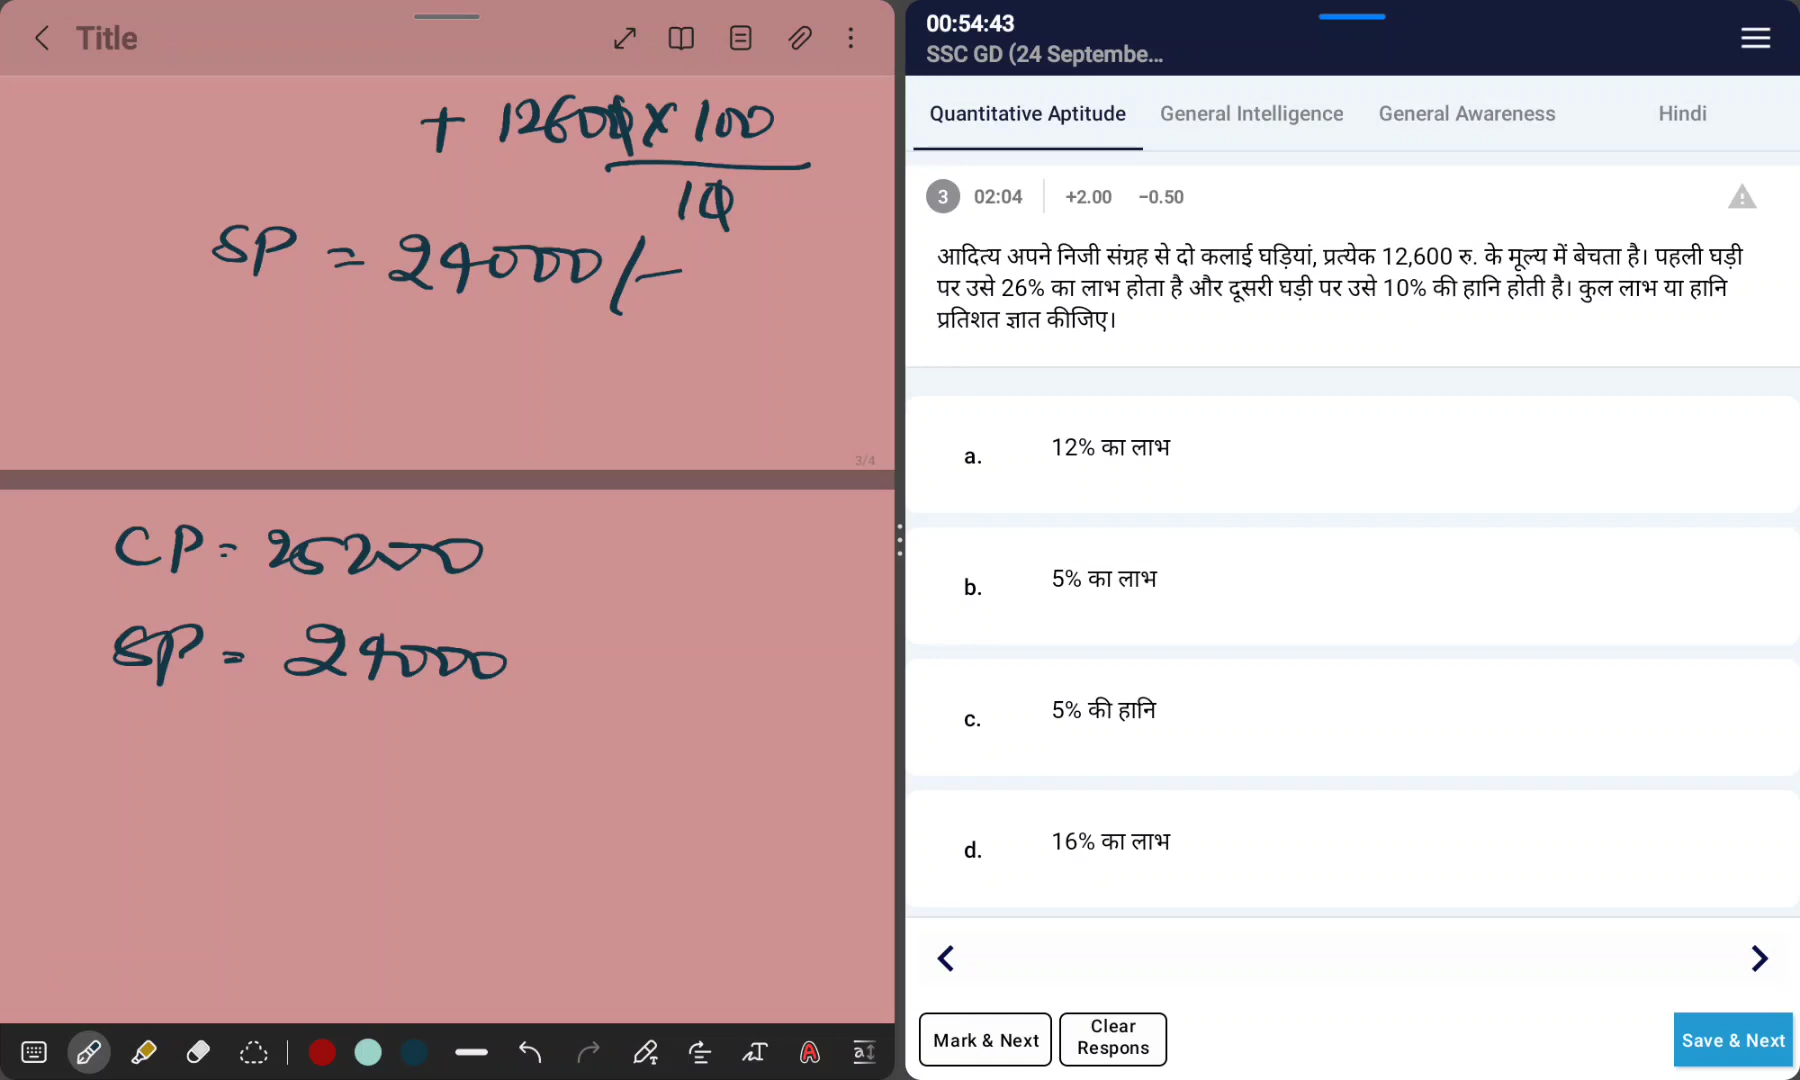 Title
+ 12600 × 100
10
SP = 24000/-
3/4
CP = 25200
SP = 24000
00:54:43
SSC GD (24 Septembe...
Quantitative Aptitude General Intelligence General Awareness Hindi
3 02:04 +2.00 −0.50
आदित्य अपने निजी संग्रह से दो कलाई घड़ियां, प्रत्येक 12,600 रु. के मूल्य में बेचता है। पहली घड़ी
पर उसे 26% का लाभ होता है और दूसरी घड़ी पर उसे 10% की हानि होती है। कुल लाभ या हानि
प्रतिशत ज्ञात कीजिए।
a. 12% का लाभ
b. 5% का लाभ
c. 5% की हानि
d. 16% का लाभ
Mark & Next
Clear
Respons
Save & Next